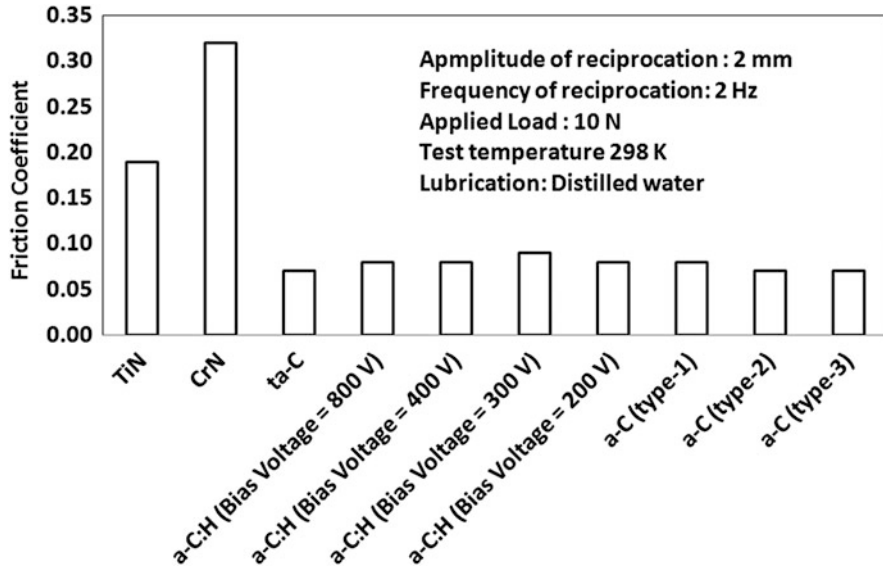 0.35
0.30
0.25
0.20
0.15
0.10
0.05
0.00
Friction Coefficient
Apmplitude of reciprocation : 2 mm
Frequency of reciprocation: 2 Hz
Applied Load : 10 N
Test temperature 298 K
Lubrication: Distilled water
TiN
CrN
ta-C
a-C:H (Bias Voltage = 800 V)
a-C:H (Bias Voltage = 400 V)
a-C:H (Bias Voltage = 300 V)
a-C:H (Bias Voltage = 200 V)
a-C (type-1)
a-C (type-2)
a-C (type-3)